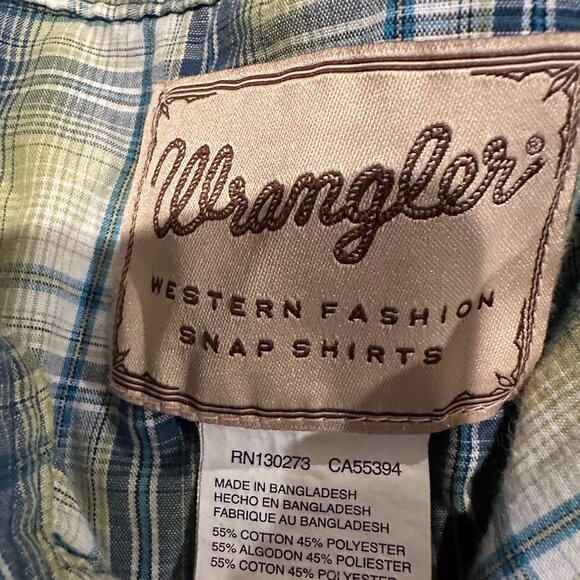 Wrangler®
WESTERN FASHION
SNAP SHIRTS
RN130273 CA55394
MADE IN BANGLADESH
HECHO EN BANGLADESH
FABRIQUE AU BANGLADESH
55% COTTON 45% POLYESTER
55% ALGODON 45% POLIESTER
55% COTON 45% POLYESTER